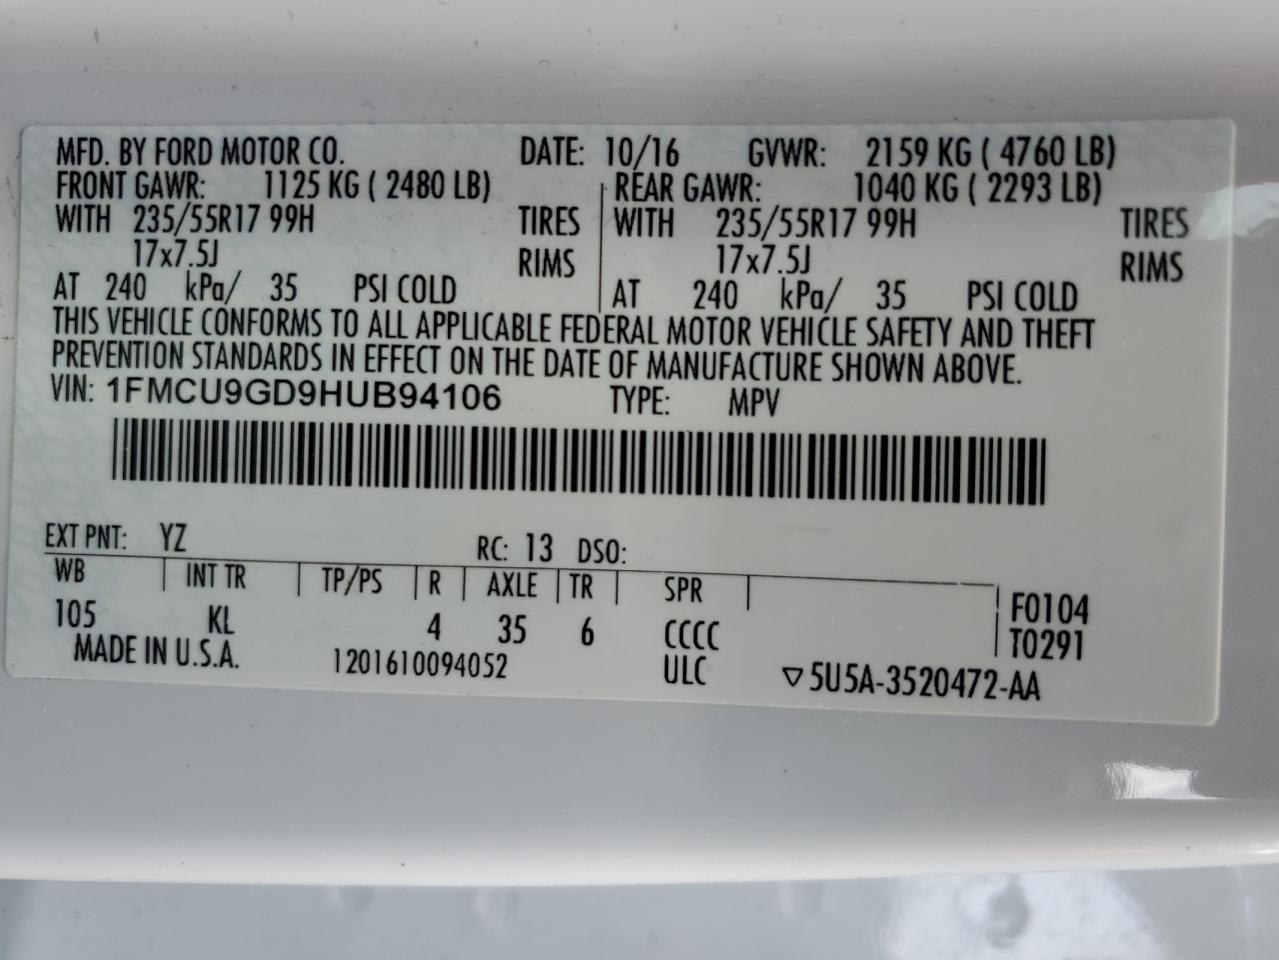 MFD. BY FORD MOTOR CO. DATE: 10/16 GVWR: 2159 KG ( 4760 LB)
FRONT GAWR: 1125 KG ( 2480 LB) REAR GAWR: 1040 KG ( 2293 LB)
WITH 235/55R17 99H TIRES WITH 235/55R17 99H TIRES
17x7.5J RIMS 17x7.5J RIMS
AT 240 kPa/ 35 PSI COLD AT 240 kPa/ 35 PSI COLD
THIS VEHICLE CONFORMS TO ALL APPLICABLE FEDERAL MOTOR VEHICLE SAFETY AND THEFT
PREVENTION STANDARDS IN EFFECT ON THE DATE OF MANUFACTURE SHOWN ABOVE.
VIN: 1FMCU9GD9HUB94106 TYPE: MPV
EXT PNT: YZ RC: 13 DSO:
WB INT TR TP/PS R AXLE TR SPR
105 KL 4 35 6 CCCC F0104
MADE IN U.S.A. 1201610094052 ULC T0291
▽5U5A-3520472-AA